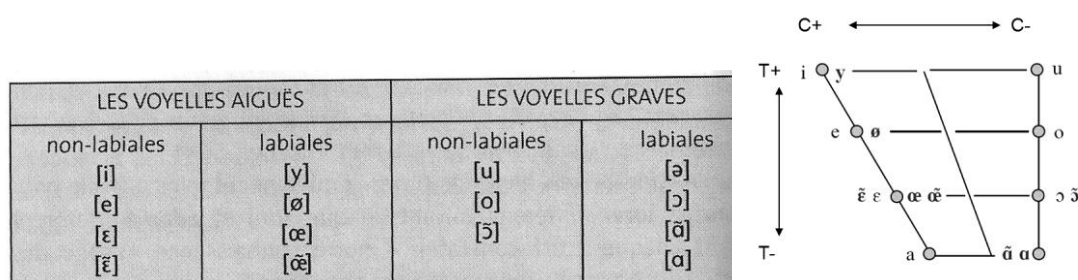 LES VOYELLES AIGUËS LES VOYELLES GRAVES
non-labiales labiales non-labiales labiales
[i] [y] [u] [ə]
[e] [ø] [o] [ɔ]
[ɛ] [œ] [ɔ̃] [ɑ̃]
[ɛ̃] [œ̃] [ɑ]
C+ C-
T+ i y u
e ø o
ɛ̃ ɛ œ œ̃ ɔ ɔ̃
T- a ɑ̃ ɑ